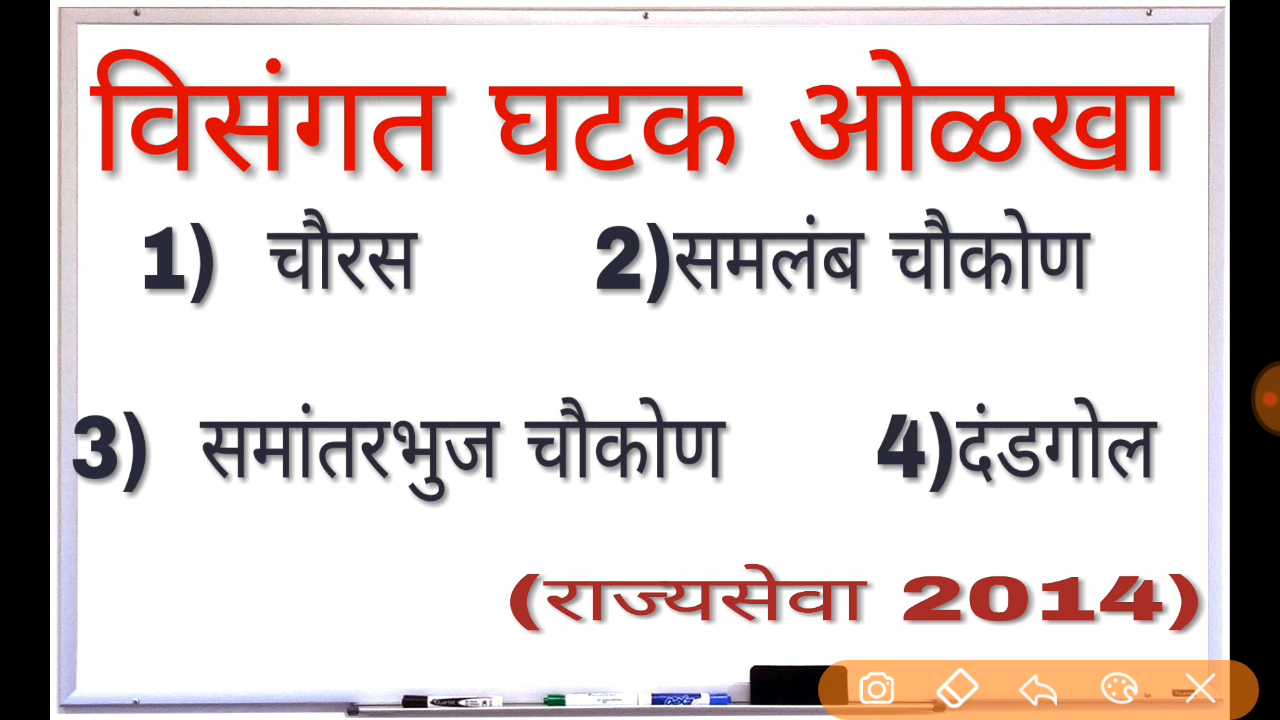 विसंगत घटक ओळखा
1) चौरस 2)समलंब चौकोण
3) समांतरभुज चौकोण 4)दंडगोल
(राज्यसेवा 2014)